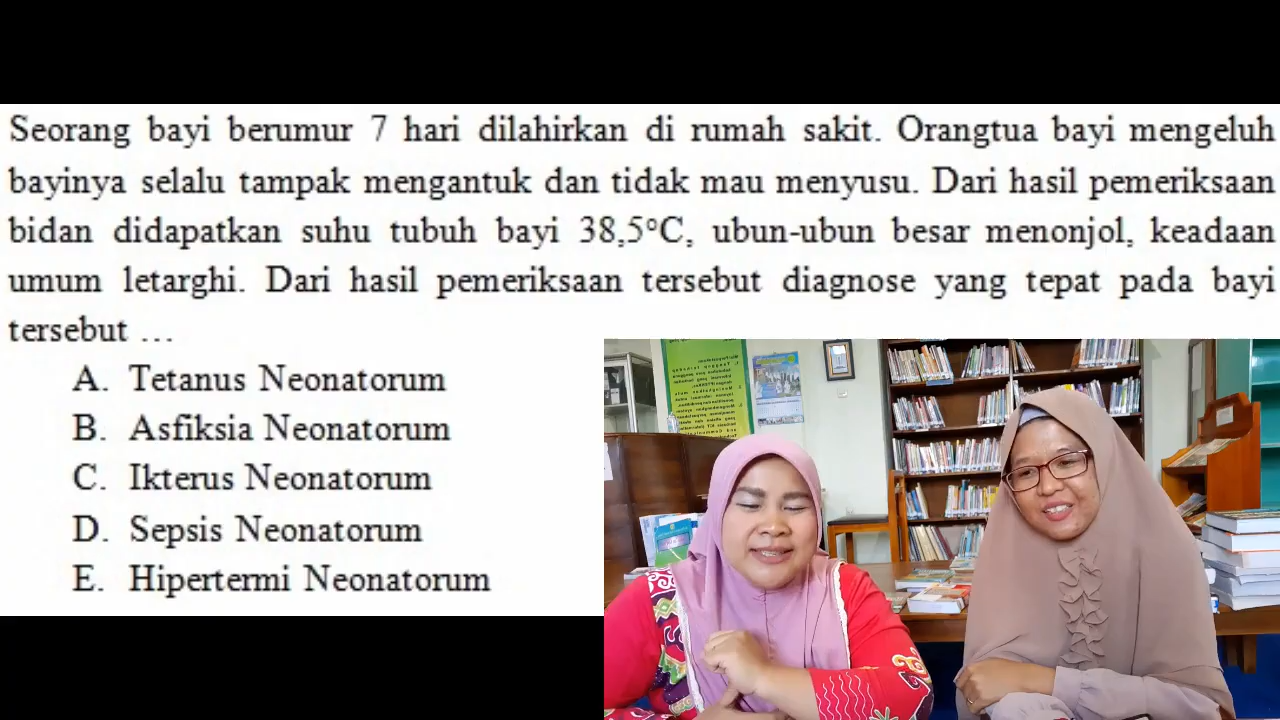 Seorang bayi berumur 7 hari dilahirkan di rumah sakit. Orangtua bayi mengeluh
bayinya selalu tampak mengantuk dan tidak mau menyusu. Dari hasil pemeriksaan
bidan didapatkan suhu tubuh bayi 38,5°C, ubun-ubun besar menonjol, keadaan
umum letarghi. Dari hasil pemeriksaan tersebut diagnose yang tepat pada bayi
tersebut ...
A. Tetanus Neonatorum
B. Asfiksia Neonatorum
C. Ikterus Neonatorum
D. Sepsis Neonatorum
E. Hipertermi Neonatorum